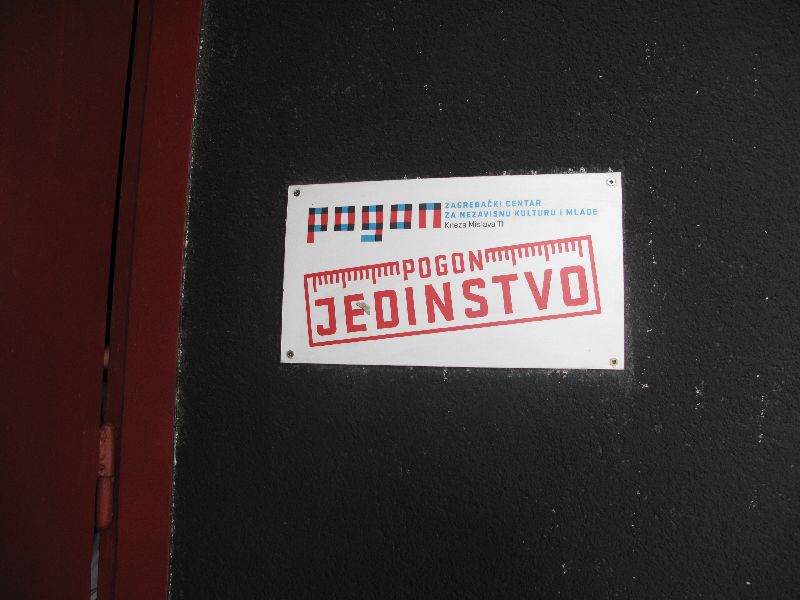 pogon
ZAGREBAČKI CENTAR
ZA NEZAVISNU KULTURU I MLADE
Kneza Mislava 11
POGON
JEDINSTVO